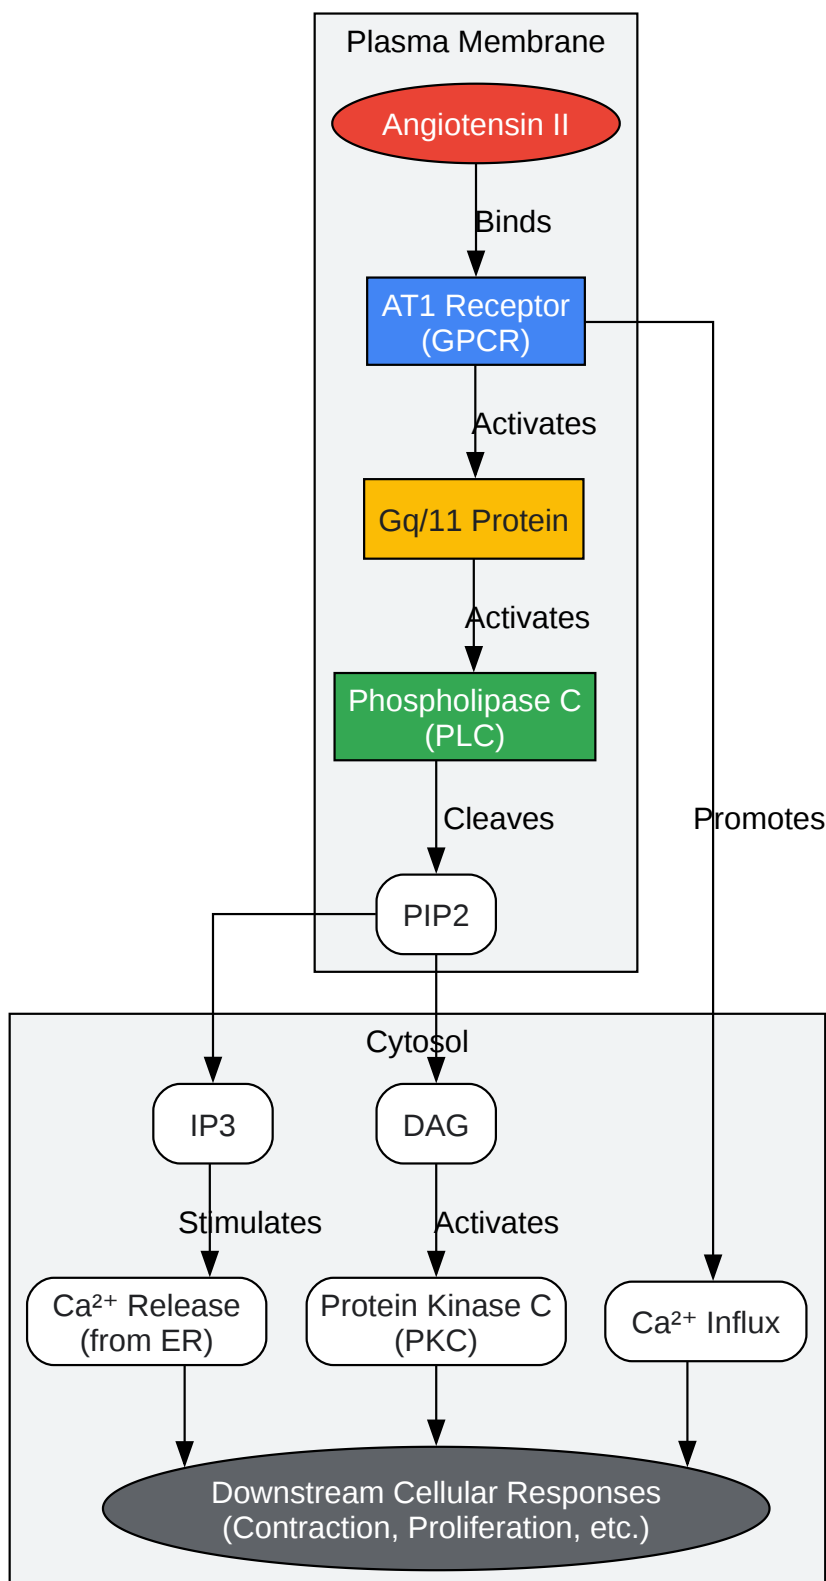 Plasma Membrane
Angiotensin II
Binds
AT1 Receptor
(GPCR)
Activates
Gq/11 Protein
Activates
Phospholipase C
(PLC)
Cleaves
Promotes
PIP2
Cytosol
IP3
DAG
Stimulates
Activates
Ca²⁺ Release
(from ER)
Protein Kinase C
(PKC)
Ca²⁺ Influx
Downstream Cellular Responses
(Contraction, Proliferation, etc.)